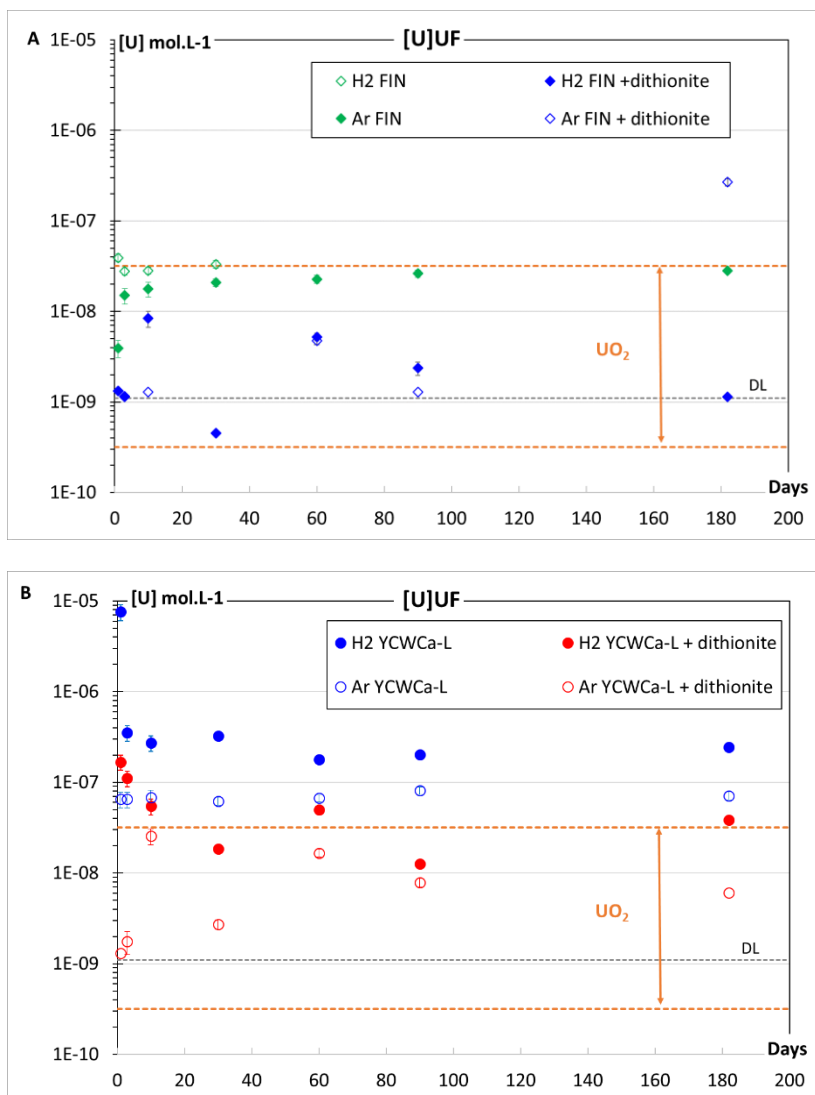 A
[U] mol.L-1
[U]UF
1E-05
H2 FIN
H2 FIN +dithionite
Ar FIN
Ar FIN + dithionite
1E-06
1E-07
1E-08
UO₂
DL
1E-09
1E-10
Days
0 20 40 60 80 100 120 140 160 180 200
B
[U] mol.L-1
[U]UF
1E-05
H2 YCWCa-L
H2 YCWCa-L + dithionite
Ar YCWCa-L
Ar YCWCa-L + dithionite
1E-06
1E-07
1E-08
UO₂
DL
1E-09
1E-10
Days
0 20 40 60 80 100 120 140 160 180 200